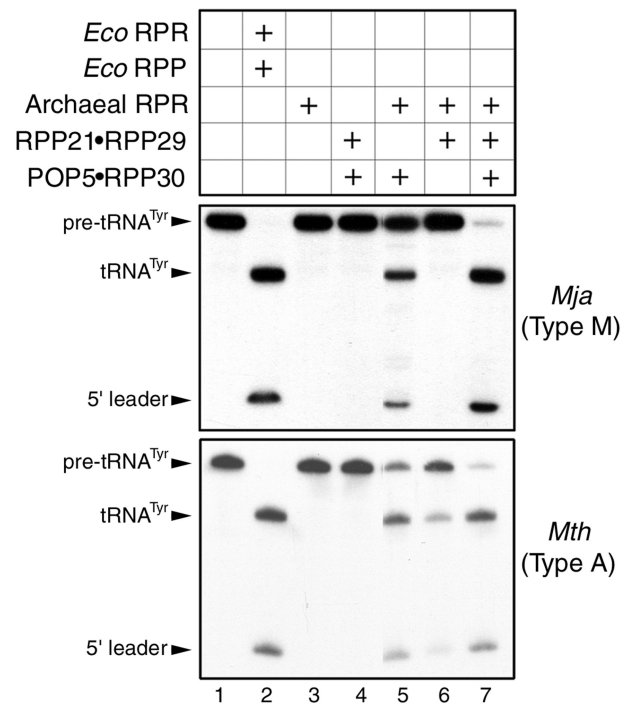 Eco RPR + 
Eco RPP + 
Archaeal RPR + + + +
RPP21•RPP29 + + +
POP5•RPP30 + + +
pre-tRNATyr
tRNATyr
5' leader
Mja
(Type M)
pre-tRNATyr
tRNATyr
5' leader
Mth
(Type A)
1 2 3 4 5 6 7